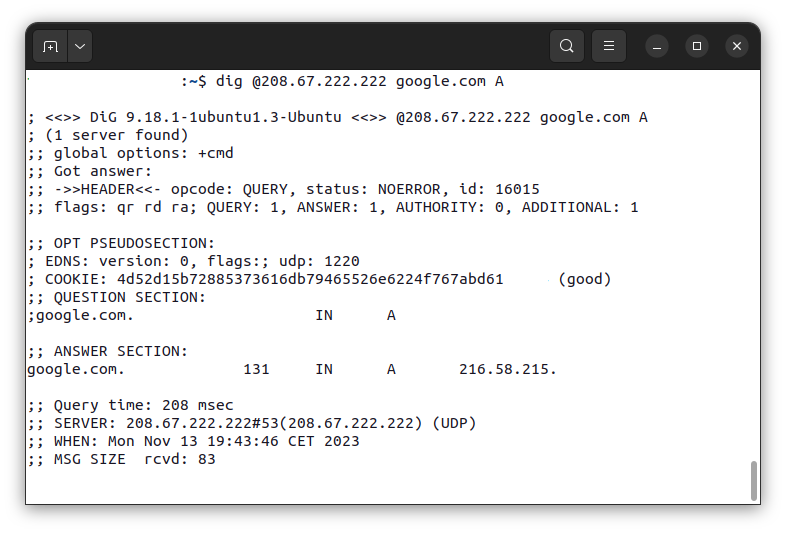 :~$ dig @208.67.222.222 google.com A
; <<>> DiG 9.18.1-1ubuntu1.3-Ubuntu <<>> @208.67.222.222 google.com A
; (1 server found)
;; global options: +cmd
;; Got answer:
;; ->>HEADER<<- opcode: QUERY, status: NOERROR, id: 16015
;; flags: qr rd ra; QUERY: 1, ANSWER: 1, AUTHORITY: 0, ADDITIONAL: 1
;; OPT PSEUDOSECTION:
; EDNS: version: 0, flags:; udp: 1220
; COOKIE: 4d52d15b72885373616db79465526e6224f767abd61 (good)
;; QUESTION SECTION:
;google.com. IN A
;; ANSWER SECTION:
google.com. 131 IN A 216.58.215.
;; Query time: 208 msec
;; SERVER: 208.67.222.222#53(208.67.222.222) (UDP)
;; WHEN: Mon Nov 13 19:43:46 CET 2023
;; MSG SIZE rcvd: 83